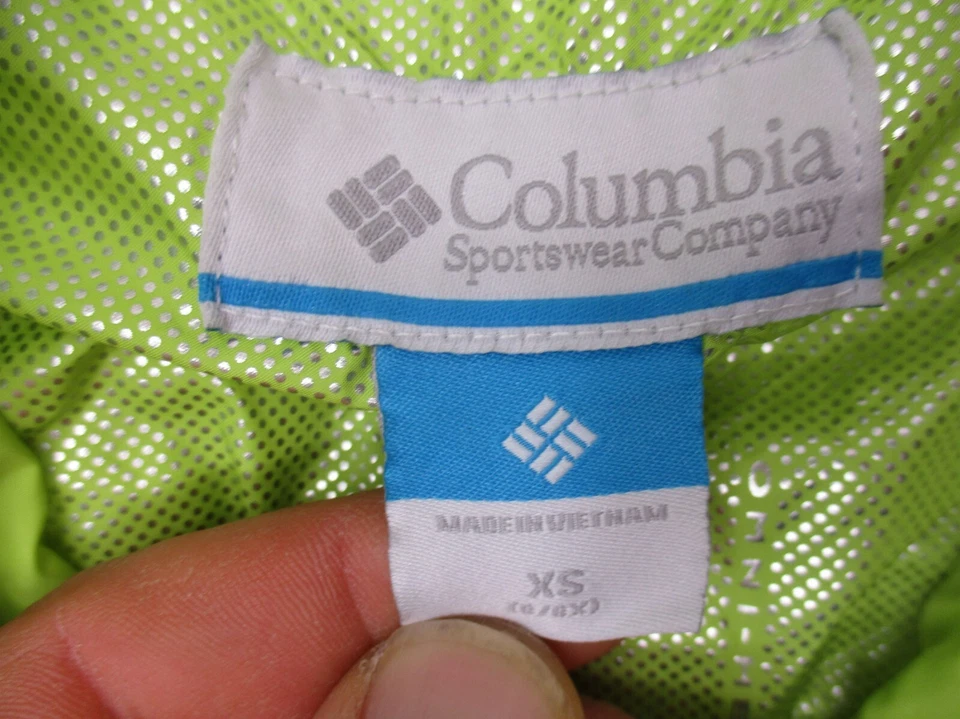 Columbia
Sportswear Company
MADE IN VIETNAM
XS